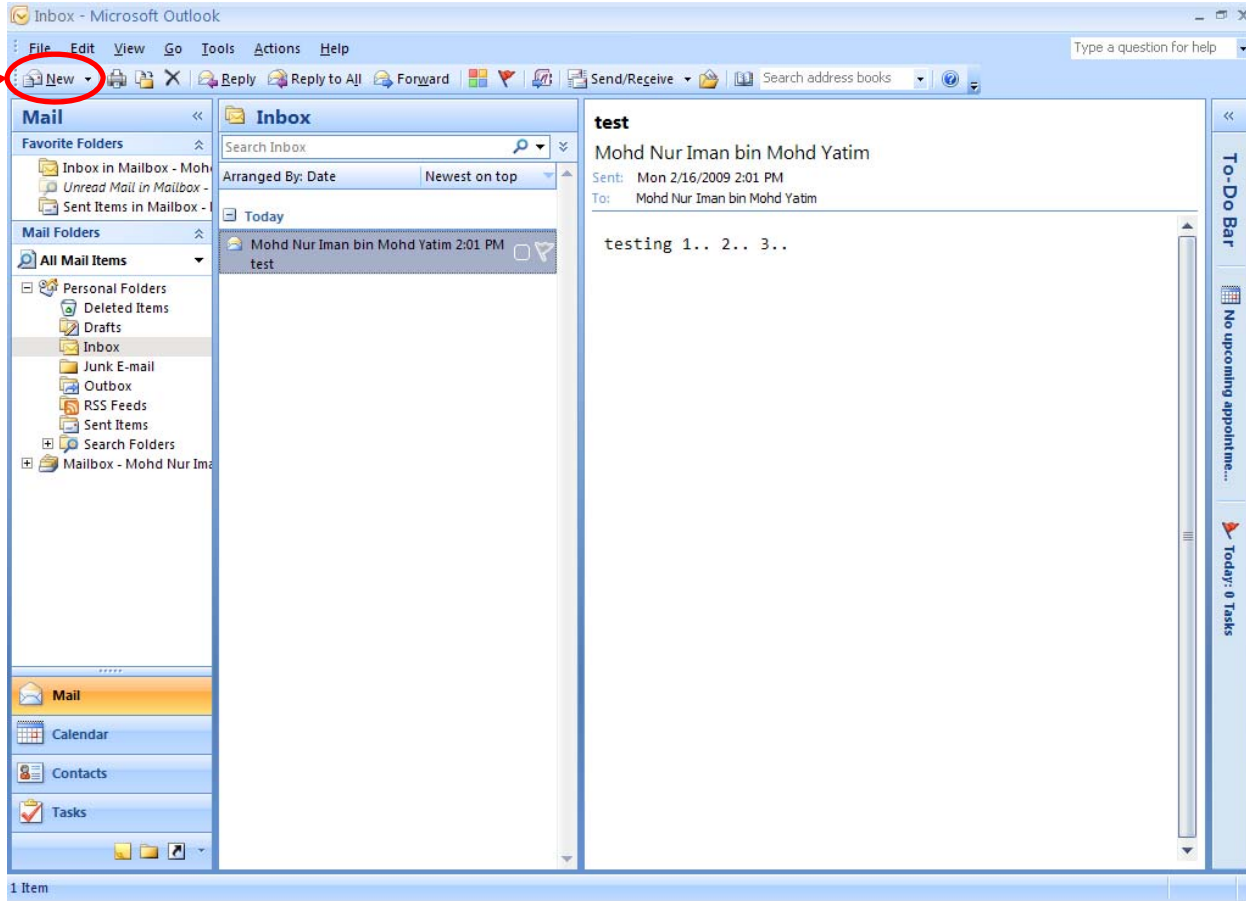 Inbox - Microsoft Outlook
File Edit View Go Tools Actions Help
Type a question for help
New Reply Reply to All Forward Send/Receive Search address books
Mail
Favorite Folders
Inbox in Mailbox - Moh
Unread Mail in Mailbox -
Sent Items in Mailbox -
Mail Folders
All Mail Items
Personal Folders
Deleted Items
Drafts
Inbox
Junk E-mail
Outbox
RSS Feeds
Sent Items
Search Folders
Mailbox - Mohd Nur Ima
Mail
Calendar
Contacts
Tasks
Inbox
Search Inbox
Arranged By: Date Newest on top
Today
Mohd Nur Iman bin Mohd Yatim 2:01 PM
test
test
Mohd Nur Iman bin Mohd Yatim
Sent: Mon 2/16/2009 2:01 PM
To: Mohd Nur Iman bin Mohd Yatim
testing 1.. 2.. 3..
To-Do Bar
No upcoming appointme...
Today: 0 Tasks
1 Item